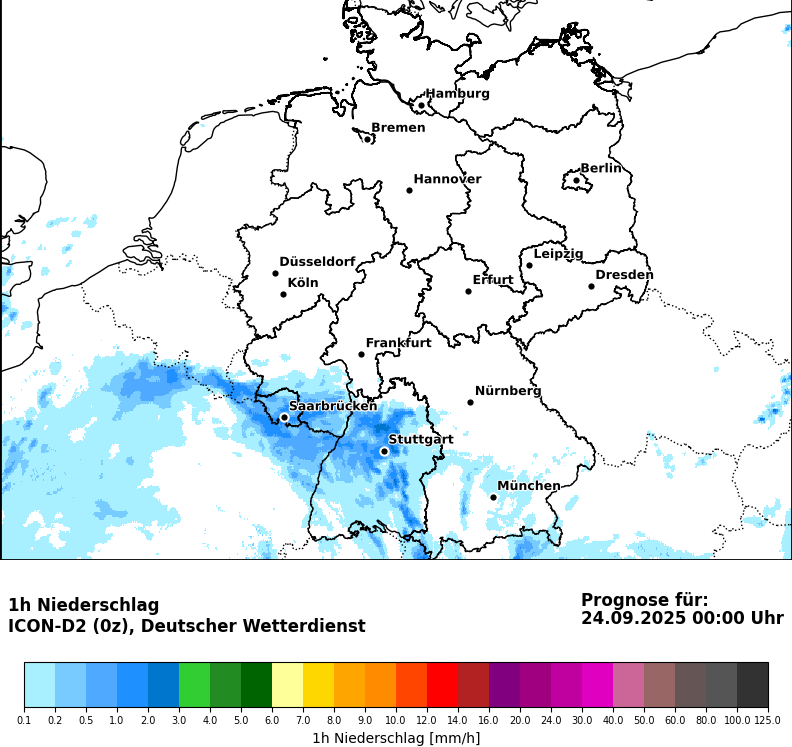 Hamburg
Bremen
Berlin
Hannover
Leipzig
Düsseldorf
Dresden
Köln
Erfurt
Frankfurt
Nürnberg
Saarbrücken
Stuttgart
München
1h Niederschlag
ICON-D2 (0z), Deutscher Wetterdienst
Prognose für:
24.09.2025 00:00 Uhr
0.1 0.2 0.5 1.0 2.0 3.0 4.0 5.0 6.0 7.0 9.0 10.0 12.0 14.0 16.0 20.0 24.0 30.0 40.0 50.0 60.0 80.0 100.0 125.0
1h Niederschlag [mm/h]